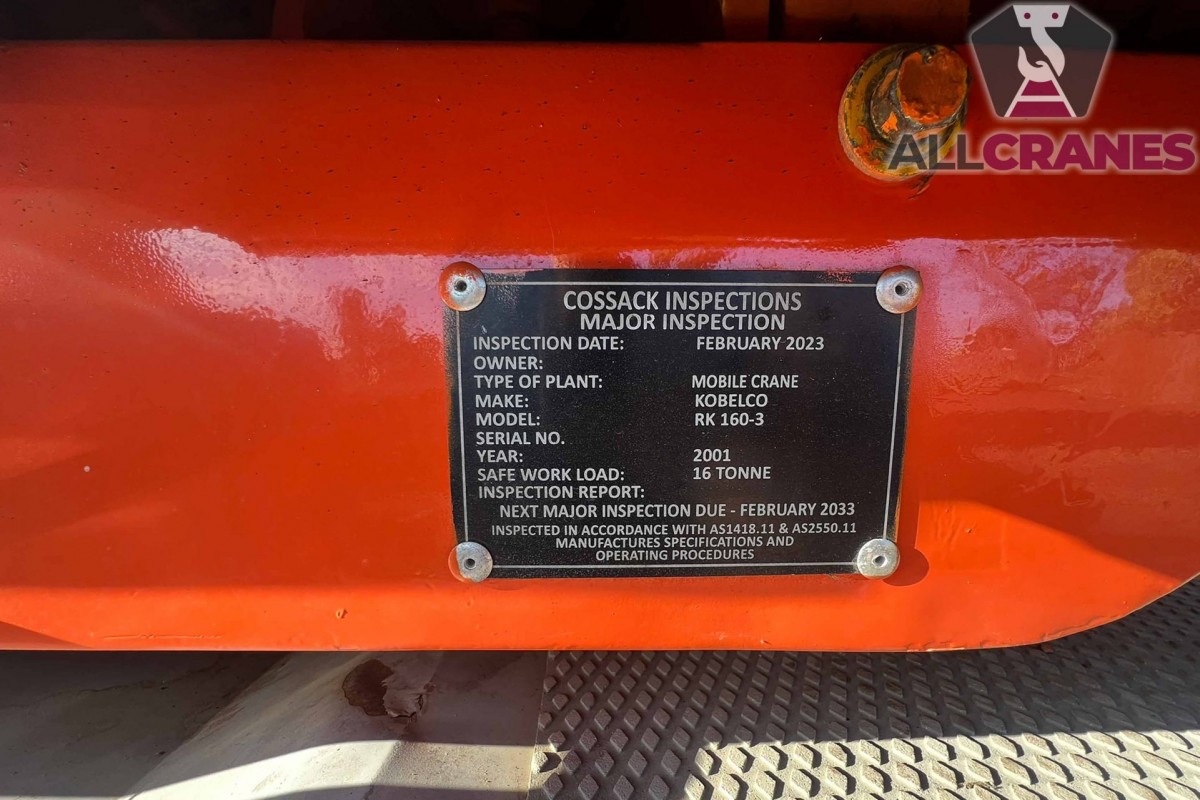 ALLCRANES
COSSACK INSPECTIONS
MAJOR INSPECTION
INSPECTION DATE: FEBRUARY 2023
OWNER:
TYPE OF PLANT: MOBILE CRANE
MAKE: KOBELCO
MODEL: RK 160-3
SERIAL NO.
YEAR: 2001
SAFE WORK LOAD: 16 TONNE
INSPECTION REPORT:
NEXT MAJOR INSPECTION DUE - FEBRUARY 2033
INSPECTED IN ACCORDANCE WITH AS1418.11 & AS2550.11
MANUFACTURES SPECIFICATIONS AND
OPERATING PROCEDURES